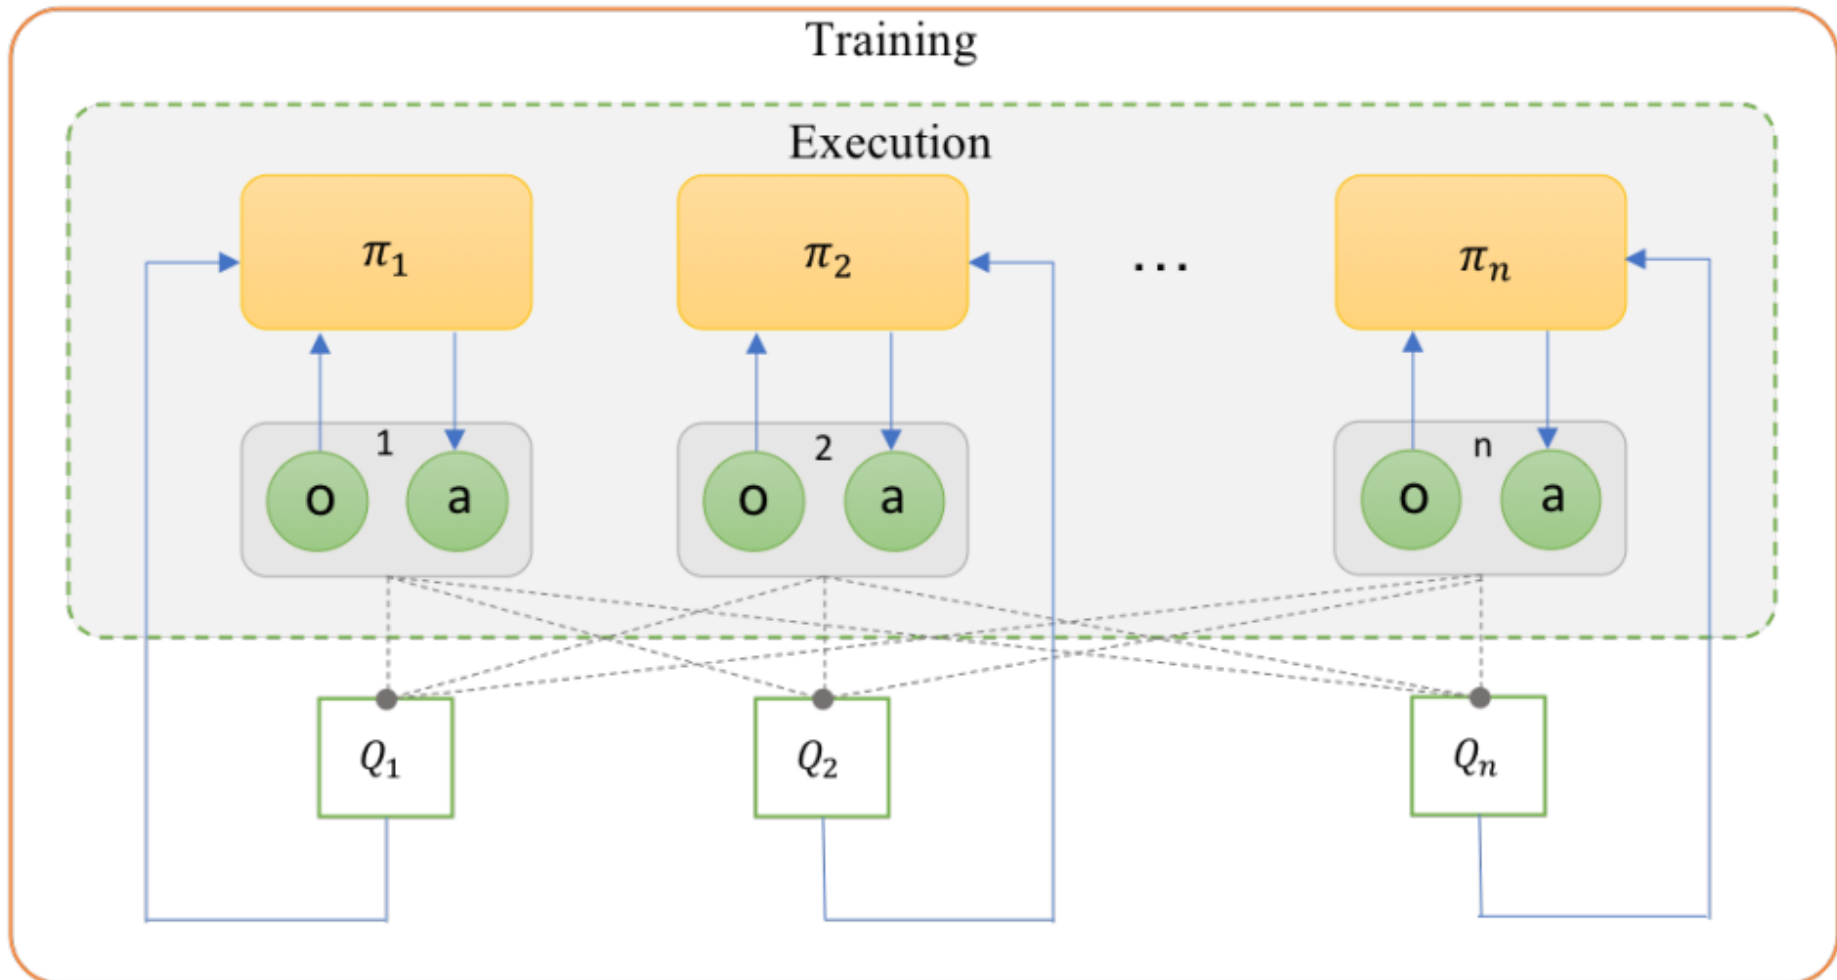 Training
Execution
π₁
π₂
...
πₙ
1
2
n
o
a
o
a
o
a
Q₁
Q₂
Qₙ